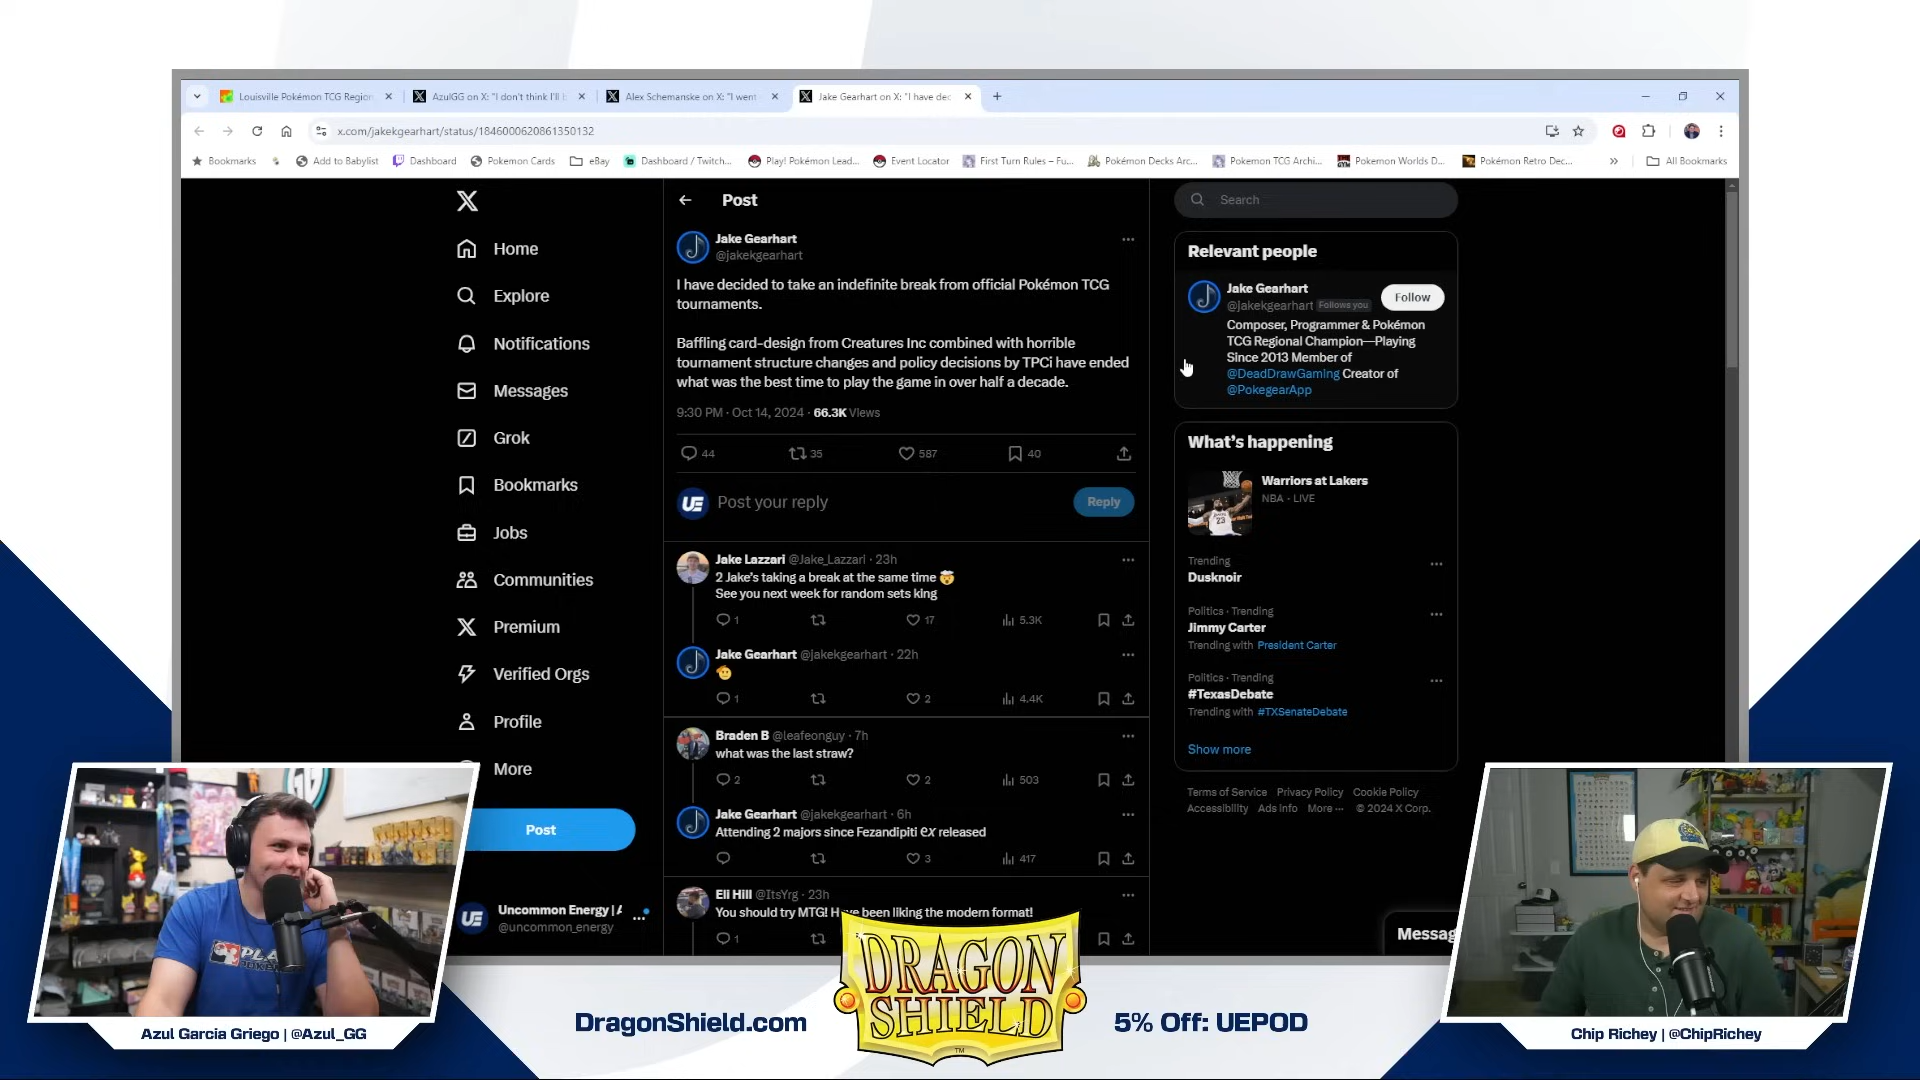 Louisville Pokémon TCG Region
AzulGG on X: "I don't think I'll b
Alex Schemanske on X: "I went
Jake Gearhart on X: "I have dec
x.com/jakekgearhart/status/1846000620861350132
Bookmarks
Add to Babylist
Dashboard
Pokemon Cards
eBay
Dashboard / Twitch...
Play! Pokémon Lead...
Event Locator
First Turn Rules – Fu...
Pokémon Decks Arc...
Pokemon TCG Archi...
Pokemon Worlds D...
Pokémon Retro Dec...
All Bookmarks
Home
Explore
Notifications
Messages
Grok
Bookmarks
Jobs
Communities
Premium
Verified Orgs
Profile
More
Post
Uncommon Energy | A
@uncommon_energy
Post
Jake Gearhart
@jakekgearhart
I have decided to take an indefinite break from official Pokémon TCG
tournaments.
Baffling card-design from Creatures Inc combined with horrible
tournament structure changes and policy decisions by TPCi have ended
what was the best time to play the game in over half a decade.
9:30 PM · Oct 14, 2024 · 66.3K Views
44 35 587 40
Post your reply
Reply
Jake Lazzari @Jake_Lazzari · 23h
2 Jake's taking a break at the same time 🤯
See you next week for random sets king
1 17 5.3K
Jake Gearhart @jakekgearhart · 22h
🫡
1 2 4.4K
Braden B @leafeonguy · 7h
what was the last straw?
2 2 503
Jake Gearhart @jakekgearhart · 6h
Attending 2 majors since Fezandipiti ex released
3 417
Eli Hill @ItsYrg · 23h
You should try MTG! H ve been liking the modern format!
1
Search
Relevant people
Jake Gearhart
@jakekgearhart Follows you
Follow
Composer, Programmer & Pokémon
TCG Regional Champion—Playing
Since 2013 Member of
@DeadDrawGaming Creator of
@PokegearApp
What's happening
Warriors at Lakers
NBA · LIVE
Trending
Dusknoir
Politics · Trending
Jimmy Carter
Trending with President Carter
Politics · Trending
#TexasDebate
Trending with #TXSenateDebate
Show more
Terms of Service Privacy Policy Cookie Policy
Accessibility Ads info More ··· © 2024 X Corp.
Messag
Azul Garcia Griego | @Azul_GG
DragonShield.com
DRAGON
SHIELD
TM
5% Off: UEPOD
Chip Richey | @ChipRichey